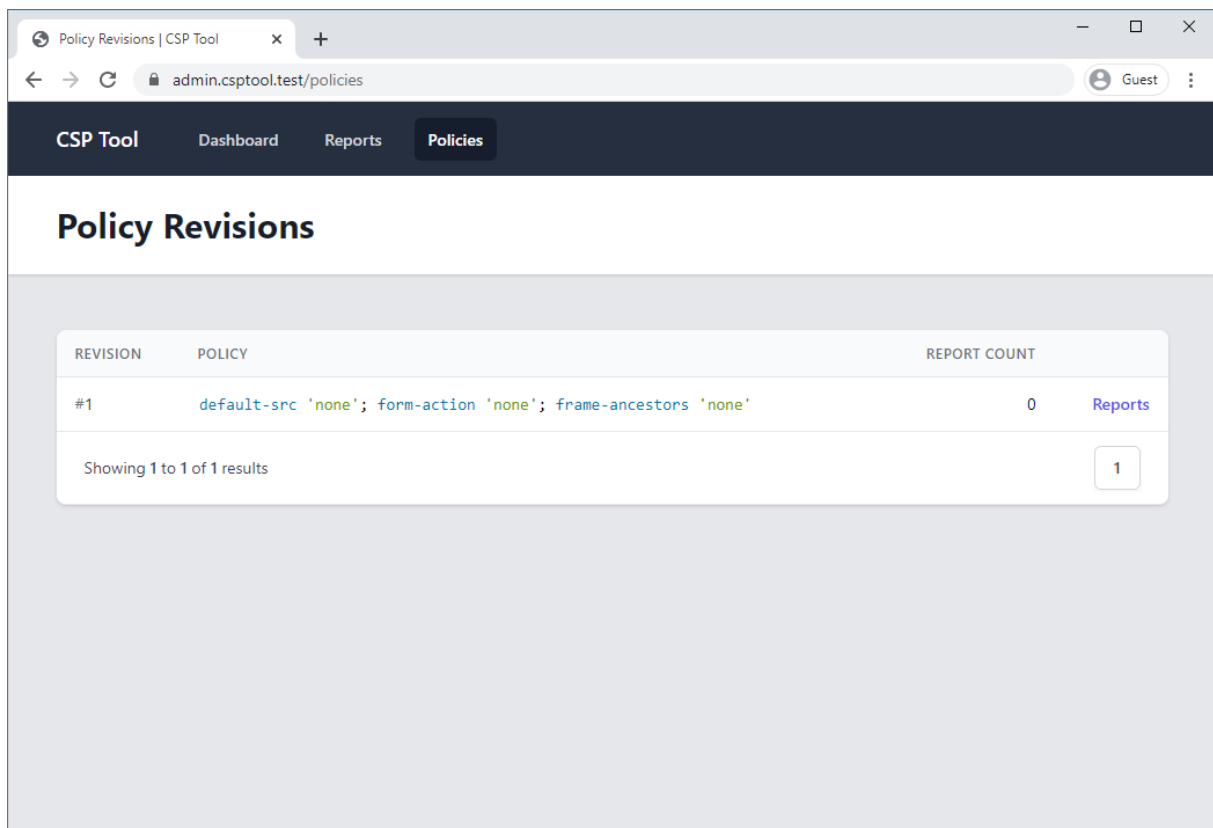 Policy Revisions | CSP Tool
admin.csptool.test/policies
Guest
CSP Tool Dashboard Reports Policies
Policy Revisions
REVISION POLICY REPORT COUNT
#1 default-src 'none'; form-action 'none'; frame-ancestors 'none' 0 Reports
Showing 1 to 1 of 1 results 1